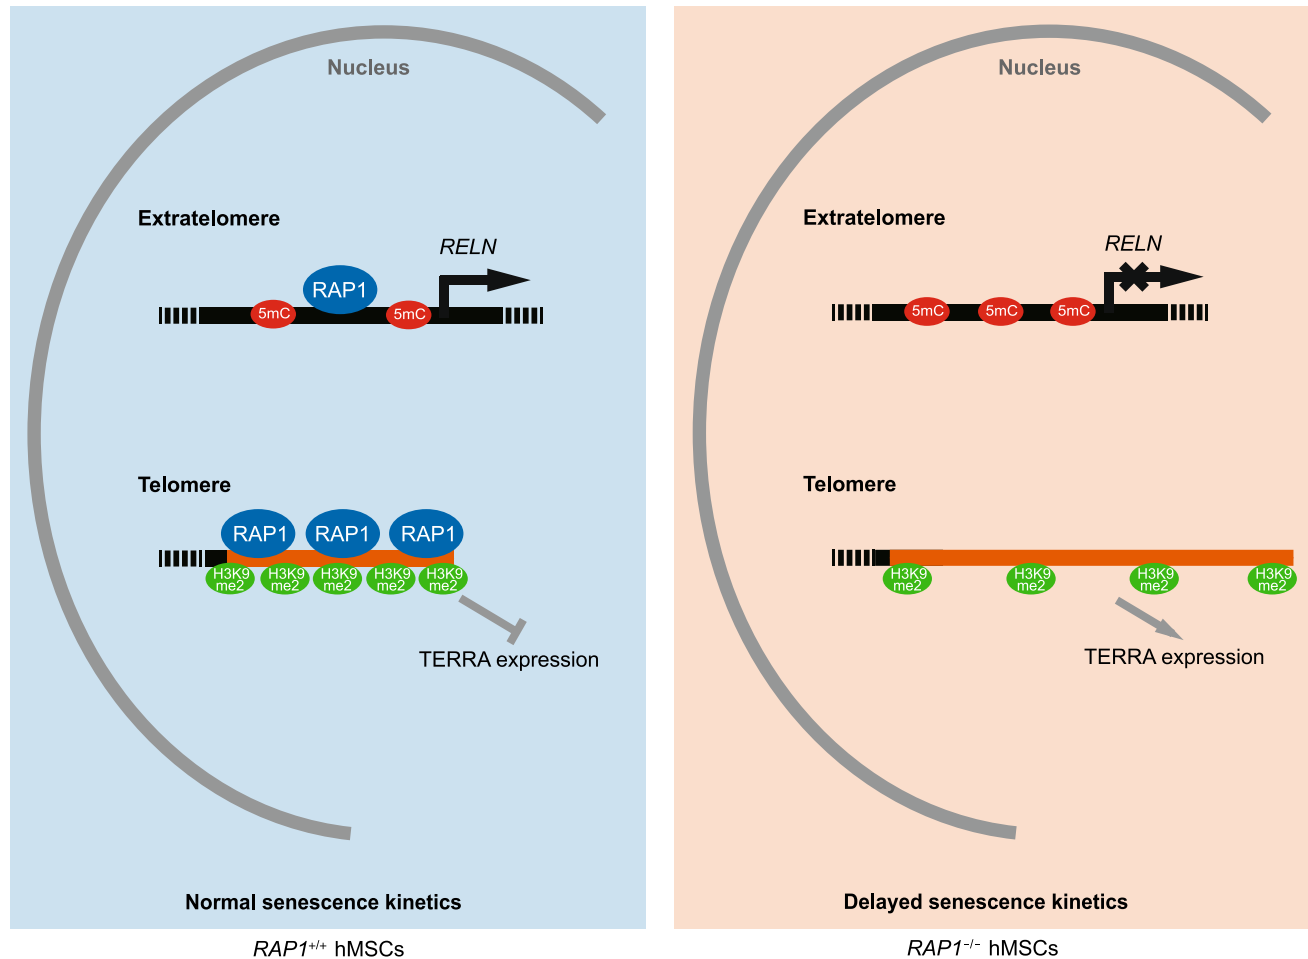 Nucleus
Extratelomere
RELN
RAP1
5mC
5mC
Telomere
RAP1
RAP1
RAP1
H3K9
me2
H3K9
me2
H3K9
me2
H3K9
me2
H3K9
me2
TERRA expression
Normal senescence kinetics
RAP1+/+ hMSCs
Nucleus
Extratelomere
RELN
5mC
5mC
5mC
Telomere
H3K9
me2
H3K9
me2
H3K9
me2
H3K9
me2
TERRA expression
Delayed senescence kinetics
RAP1−/− hMSCs